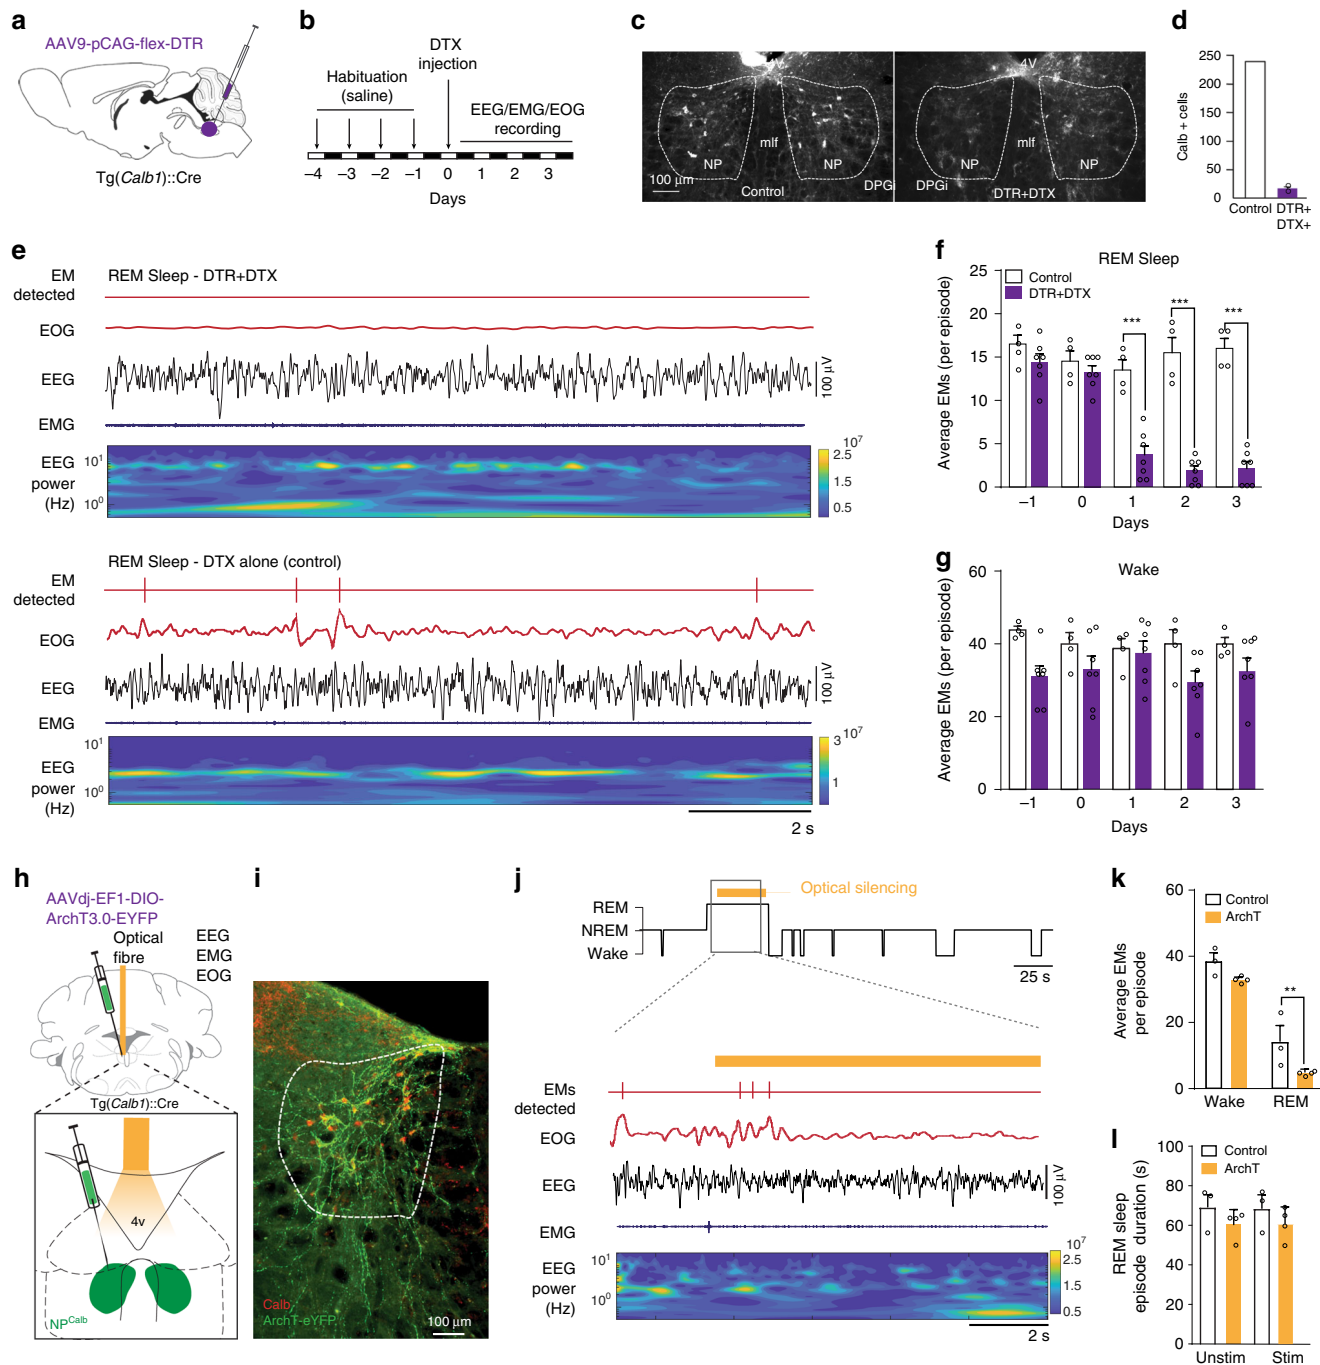 a
AAV9-pCAG-flex-DTR
Tg(Calb1)::Cre
b
Habituation
(saline)
DTX
injection
EEG/EMG/EOG
recording
–4 –3 –2 –1 0 1 2 3
Days
c
4V
mlf
NP
NP
100 µm
Control
DPGi
4V
mlf
NP
NP
DPGi
DTR+DTX
d
Calb + cells
250
200
150
100
50
0
Control
DTR+
DTX+
e
REM Sleep - DTR+DTX
EM
detected
EOG
EEG
100 µV
EMG
EEG
power
(Hz)
10¹
10⁰
10⁷
2.5
1.5
0.5
REM Sleep - DTX alone (control)
EM
detected
EOG
EEG
100 µV
EMG
EEG
power
(Hz)
10¹
10⁰
10⁷
3
1
2 s
f
REM Sleep
Control
DTR+DTX
Average EMs (per episode)
25
20
15
10
5
0
*** *** ***
–1 0 1 2 3
Days
g
Wake
Average EMs (per episode)
60
40
20
0
–1 0 1 2 3
Days
h
AAVdj-EF1-DIO-
ArchT3.0-EYFP
Optical
fibre
EEG
EMG
EOG
Tg(Calb1)::Cre
4v
NPCalb
i
Calb
ArchT-eYFP
100 µm
j
Optical silencing
REM
NREM
Wake
25 s
EMs
detected
EOG
EEG
100 µV
EMG
EEG
power
(Hz)
10¹
10⁰
10⁷
2.5
1.5
0.5
2 s
k
Control
ArchT
Average EMs
per episode
60
40
20
0
**
Wake REM
l
Control
ArchT
REM sleep
episode duration (s)
100
80
60
40
20
0
Unstim Stim